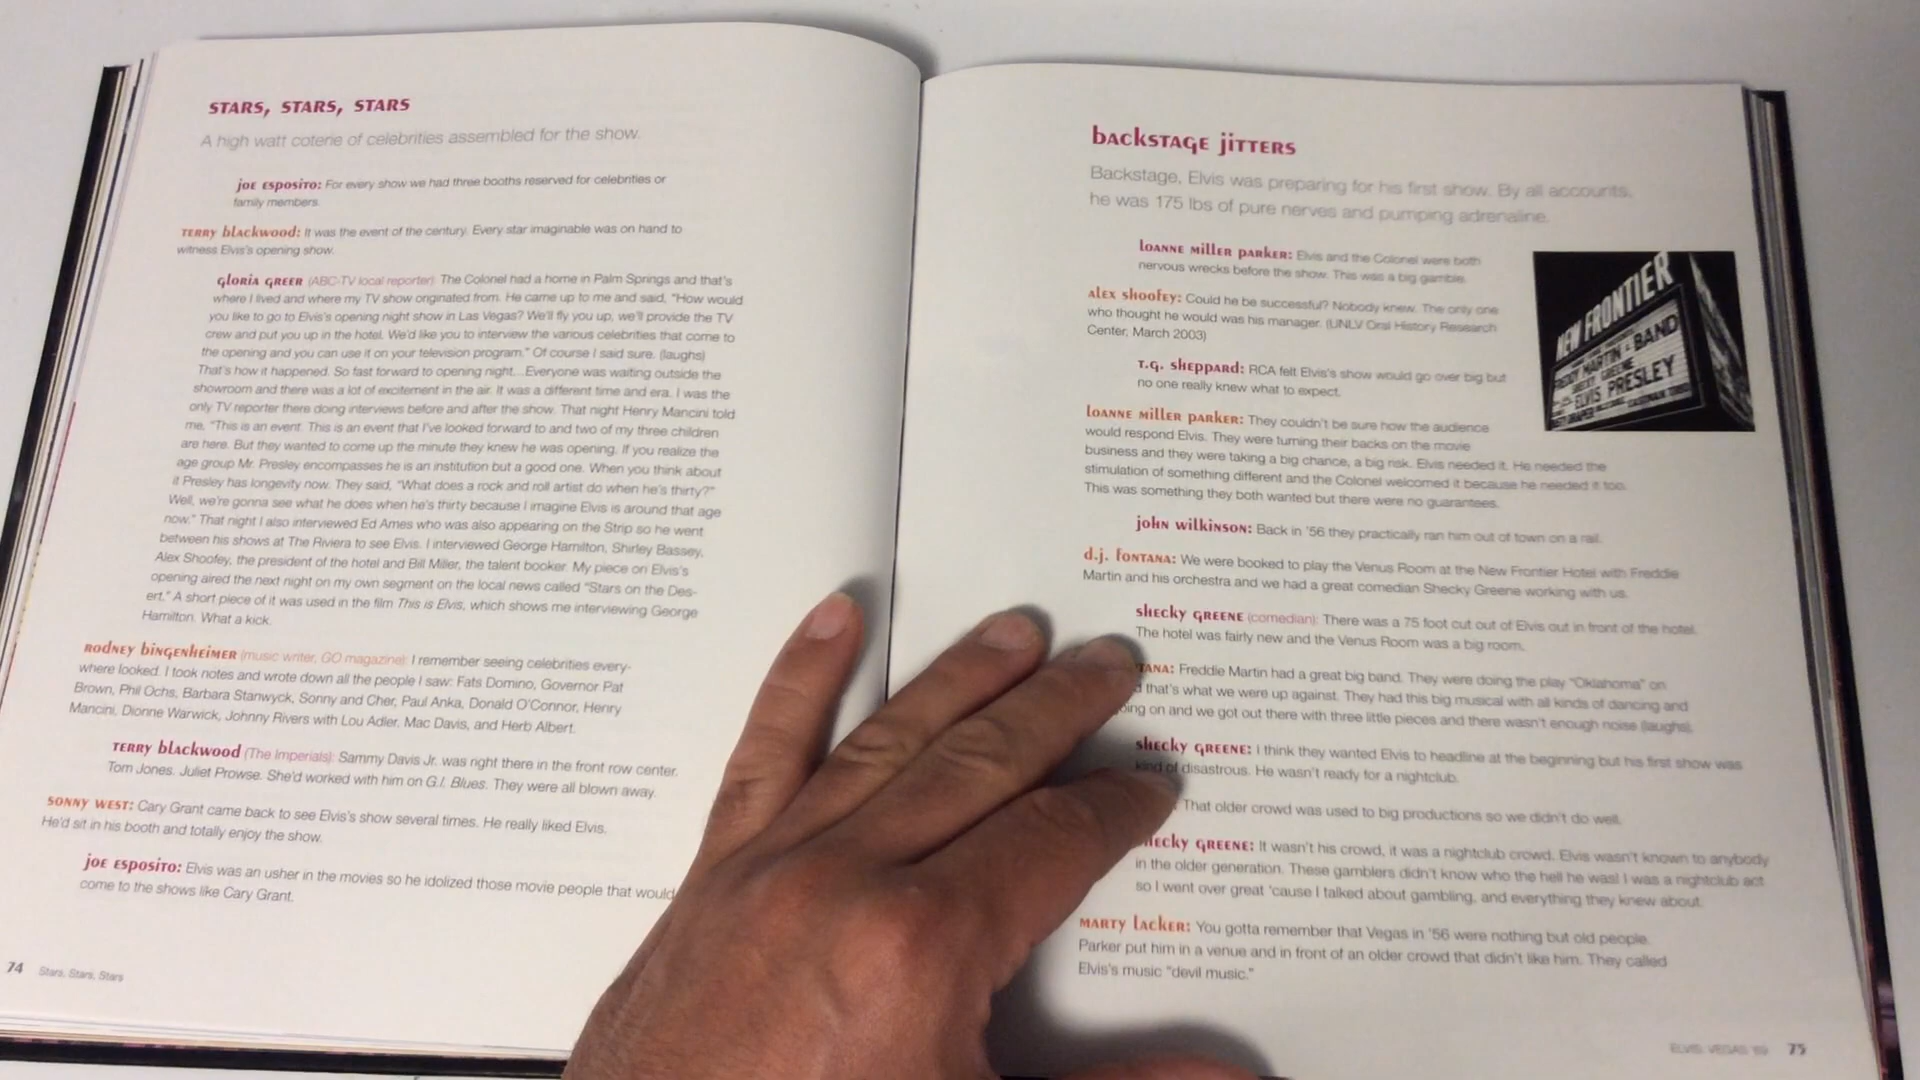 STARS, STARS, STARS
A high watt coterie of celebrities assembled for the show.
JOE ESPOSITO: For every show we had three booths reserved for celebrities or
family members.
TERRY BLACKWOOD: It was the event of the century. Every star imaginable was on hand to
witness Elvis's opening show.
GLORIA GREER (ABC-TV local reporter): The Colonel had a home in Palm Springs and that's
where I lived and where my TV show originated from. He came up to me and said, "How would
you like to go to Elvis's opening night show in Las Vegas? We'll fly you up, we'll provide the TV
crew and put you up in the hotel. We'd like you to interview the various celebrities that come to
the opening and you can use it on your television program." Of course I said sure. (laughs)
That's how it happened. So fast forward to opening night...Everyone was waiting outside the
showroom and there was a lot of excitement in the air. It was a different time and era. I was the
only TV reporter there doing interviews before and after the show. That night Henry Mancini told
me, "This is an event. This is an event that I've looked forward to and two of my three children
are here. But they wanted to come up the minute they knew he was opening. If you realize the
age group Mr. Presley encompasses he is an institution but a good one. When you think about
it Presley has longevity now. They said, "What does a rock and roll artist do when he's thirty?"
Well, we're gonna see what he does when he's thirty because I imagine Elvis is around that age
now." That night I also interviewed Ed Ames who was also appearing on the Strip so he went
between his shows at The Riviera to see Elvis. I interviewed George Hamilton, Shirley Bassey,
Alex Shoofey, the president of the hotel and Bill Miller, the talent booker. My piece on Elvis's
opening aired the next night on my own segment on the local news called "Stars on the Des-
ert." A short piece of it was used in the film This is Elvis, which shows me interviewing George
Hamilton. What a kick.
RODNEY BINGENHEIMER (music writer, GO magazine): I remember seeing celebrities every-
where looked. I took notes and wrote down all the people I saw: Fats Domino, Governor Pat
Brown, Phil Ochs, Barbara Stanwyck, Sonny and Cher, Paul Anka, Donald O'Connor, Henry
Mancini, Dionne Warwick, Johnny Rivers with Lou Adler, Mac Davis, and Herb Albert.
TERRY BLACKWOOD (The Imperials): Sammy Davis Jr. was right there in the front row center.
Tom Jones. Juliet Prowse. She'd worked with him on G.I. Blues. They were all blown away.
SONNY WEST: Cary Grant came back to see Elvis's show several times. He really liked Elvis.
He'd sit in his booth and totally enjoy the show.
JOE ESPOSITO: Elvis was an usher in the movies so he idolized those movie people that would
come to the shows like Cary Grant.
74 Stars, Stars, Stars
BACKSTAGE JITTERS
Backstage, Elvis was preparing for his first show. By all accounts,
he was 175 lbs of pure nerves and pumping adrenaline.
LOANNE MILLER PARKER: Elvis and the Colonel were both
nervous wrecks before the show. This was a big gamble.
ALEX SHOOFEY: Could he be successful? Nobody knew. The only one
who thought he would was his manager. (UNLV Oral History Research
Center, March 2003)
T.G. SHEPPARD: RCA felt Elvis's show would go over big but
no one really knew what to expect.
LOANNE MILLER PARKER: They couldn't be sure how the audience
would respond Elvis. They were turning their backs on the movie
business and they were taking a big chance, a big risk. Elvis needed it. He needed the
stimulation of something different and the Colonel welcomed it because he needed it too.
This was something they both wanted but there were no guarantees.
JOHN WILKINSON: Back in '56 they practically ran him out of town on a rail.
D.J. FONTANA: We were booked to play the Venus Room at the New Frontier Hotel with Freddie
Martin and his orchestra and we had a great comedian Shecky Greene working with us.
SHECKY GREENE (comedian): There was a 75 foot cut out of Elvis out in front of the hotel.
The hotel was fairly new and the Venus Room was a big room.
TANA: Freddie Martin had a great big band. They were doing the play "Oklahoma" on
that's what we were up against. They had this big musical with all kinds of dancing and
going on and we got out there with three little pieces and there wasn't enough noise (laughs).
SHECKY GREENE: I think they wanted Elvis to headline at the beginning but his first show was
kind of disastrous. He wasn't ready for a nightclub.
That older crowd was used to big productions so we didn't do well.
SHECKY GREENE: It wasn't his crowd, it was a nightclub crowd. Elvis wasn't known to anybody
in the older generation. These gamblers didn't know who the hell he was! I was a nightclub act
so I went over great 'cause I talked about gambling, and everything they knew about.
MARTY LACKER: You gotta remember that Vegas in '56 were nothing but old people.
Parker put him in a venue and in front of an older crowd that didn't like him. They called
Elvis's music "devil music."
NEW FRONTIER
FREDDY MARTIN & BAND
SHECKY GREENE
ELVIS PRESLEY
ELVIS VEGAS '69 75